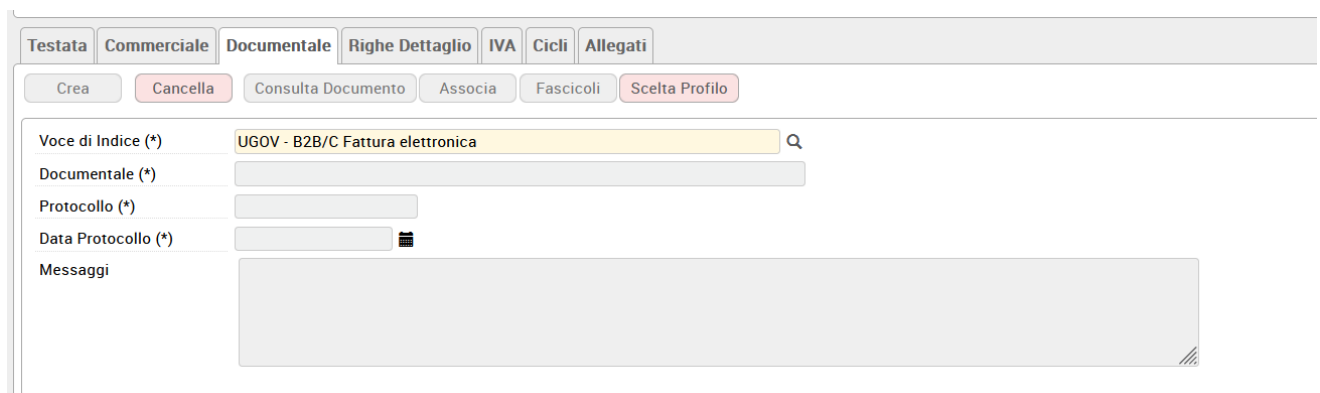 Testata Commerciale Documentale Righe Dettaglio IVA Cicli Allegati
Crea Cancella Consulta Documento Associa Fascicoli Scelta Profilo
Voce di Indice (*) UGOV - B2B/C Fattura elettronica
Documentale (*)
Protocollo (*)
Data Protocollo (*)
Messaggi